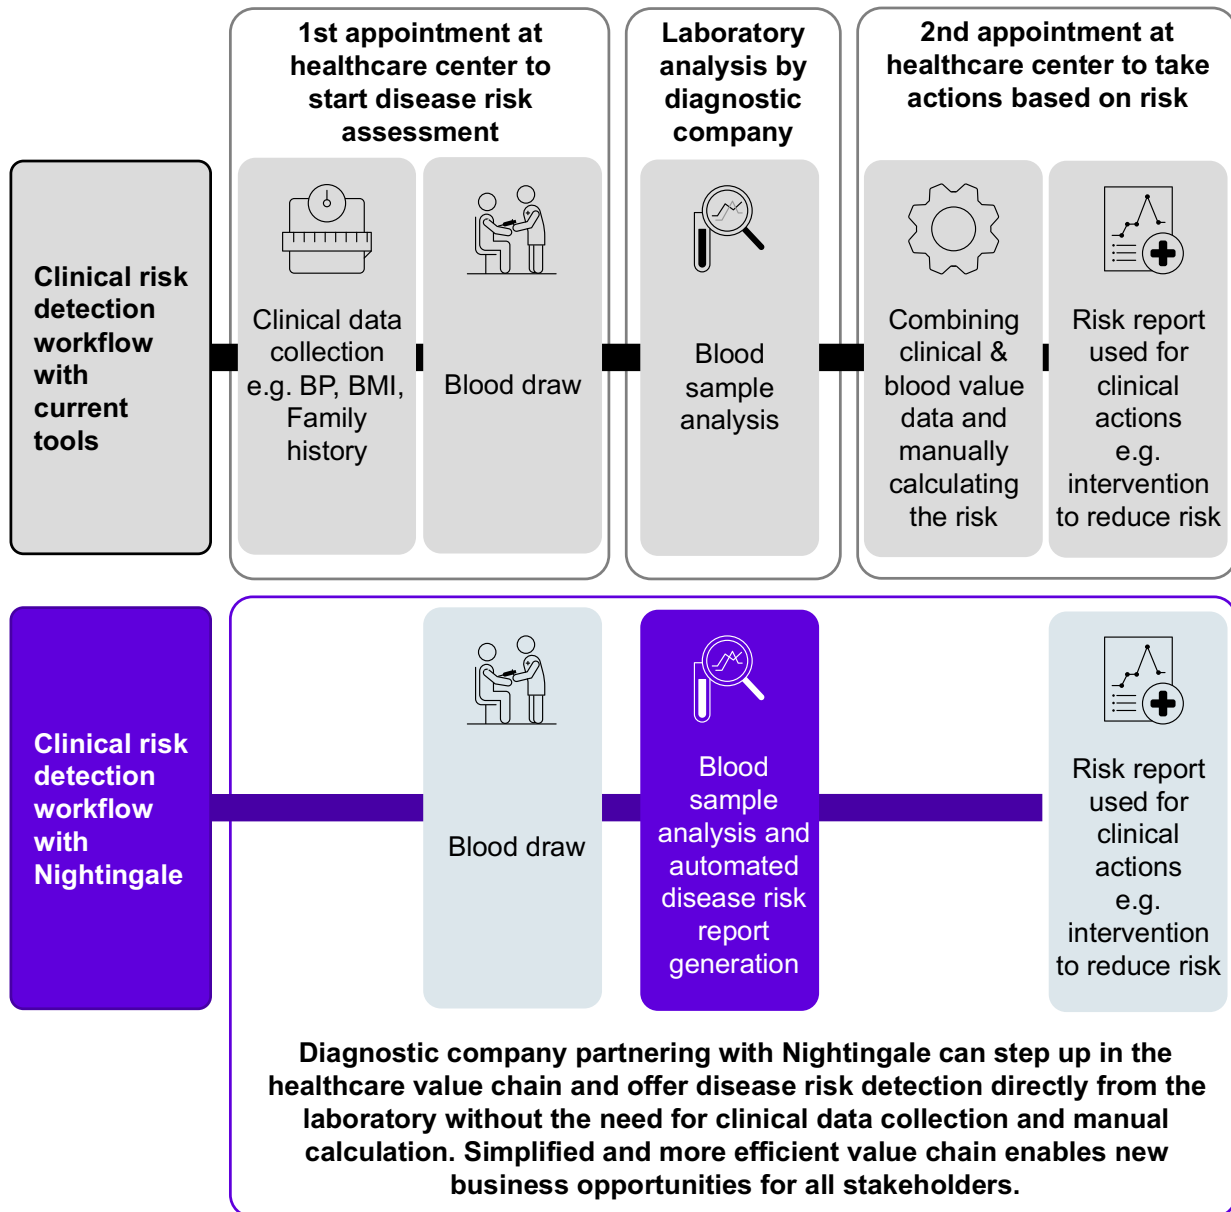 1st appointment at
healthcare center to
start disease risk
assessment
Laboratory
analysis by
diagnostic
company
2nd appointment at
healthcare center to take
actions based on risk
Clinical risk
detection
workflow
with
current
tools
Clinical data
collection
e.g. BP, BMI,
Family
history
Blood draw
Blood
sample
analysis
Combining
clinical &
blood value
data and
manually
calculating
the risk
Risk report
used for
clinical
actions
e.g.
intervention
to reduce risk
Clinical risk
detection
workflow
with
Nightingale
Blood draw
Blood
sample
analysis and
automated
disease risk
report
generation
Risk report
used for
clinical
actions
e.g.
intervention
to reduce risk
Diagnostic company partnering with Nightingale can step up in the
healthcare value chain and offer disease risk detection directly from the
laboratory without the need for clinical data collection and manual
calculation. Simplified and more efficient value chain enables new
business opportunities for all stakeholders.